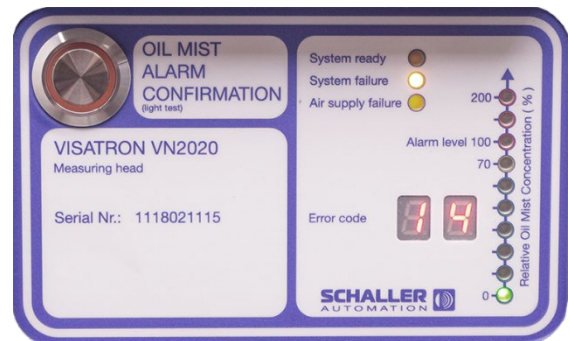 OIL MIST
ALARM
CONFIRMATION
(light test)
VISATRON VN2020
Measuring head
Serial Nr.: 1118021115
System ready
System failure
Air supply failure
200
Alarm level 100
70
0
Relative Oil Mist Concentration (%)
Error code
14
SCHALLER
AUTOMATION